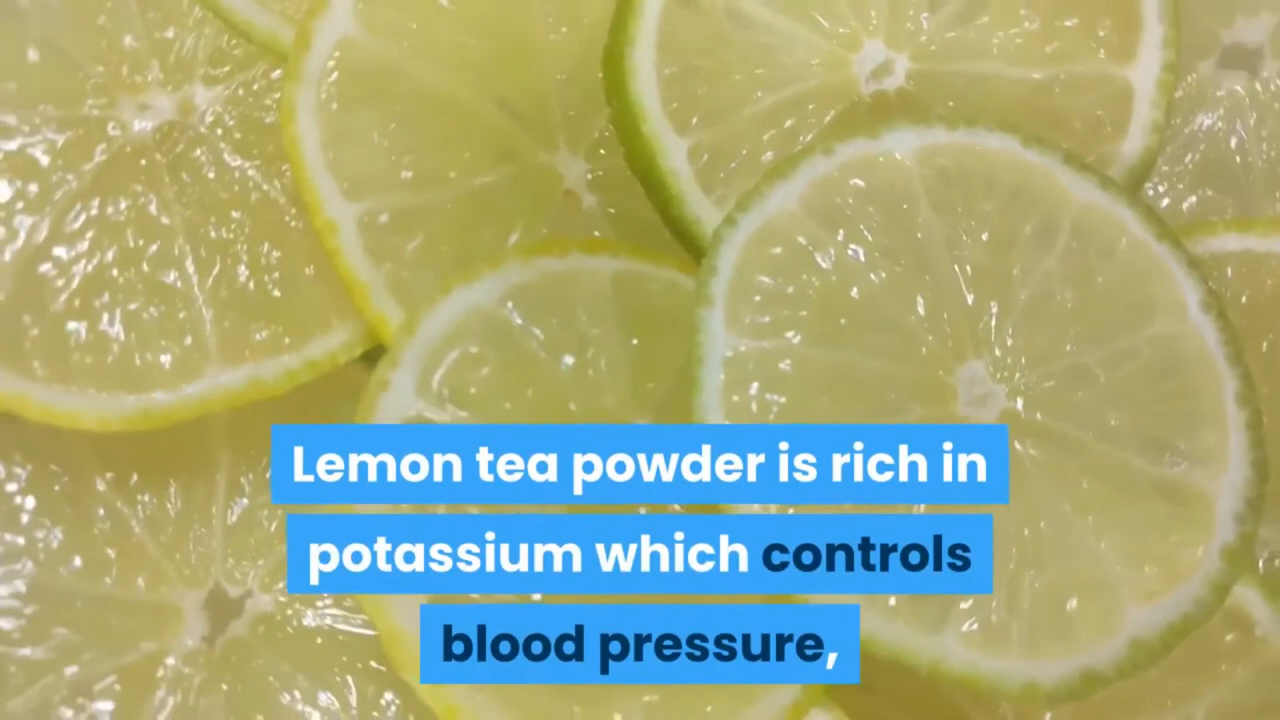 Lemon tea powder is rich in
potassium which controls
blood pressure,